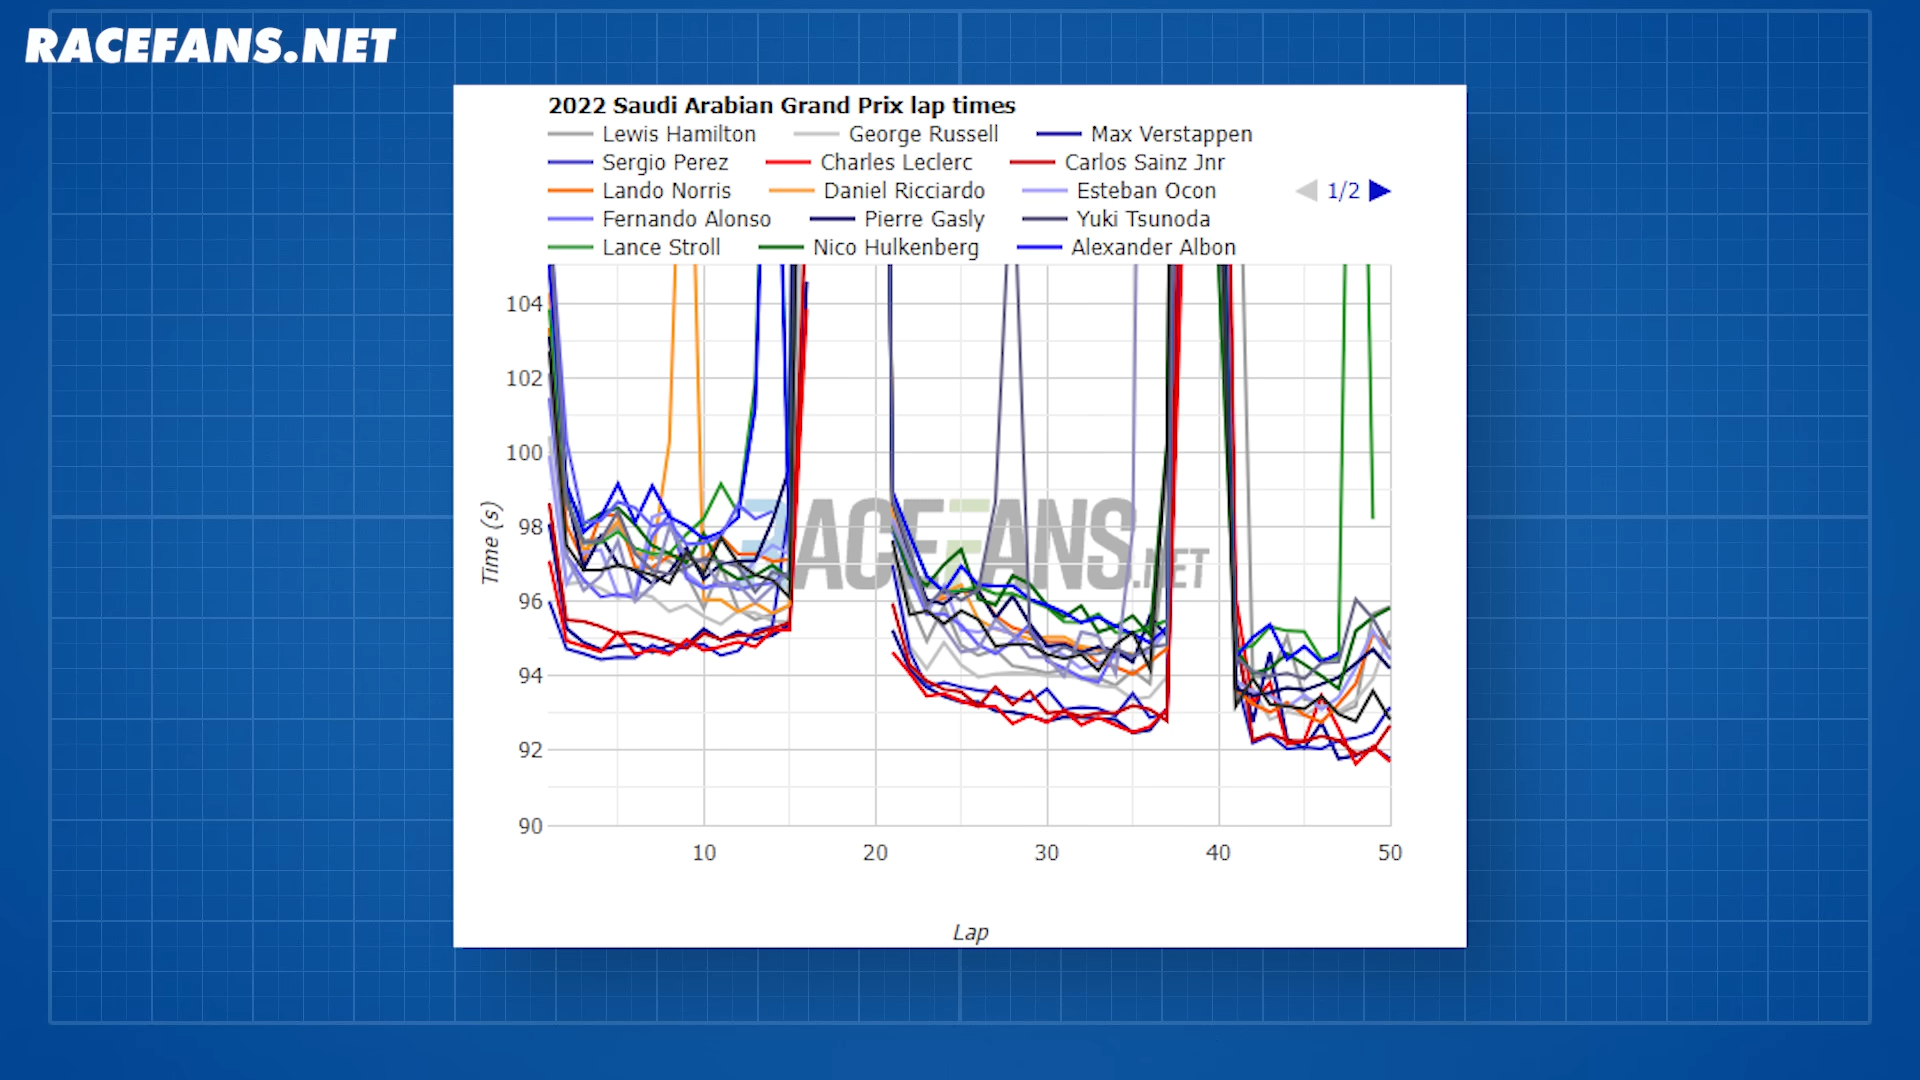 RACEFANS.NET
2022 Saudi Arabian Grand Prix lap times
Lewis Hamilton George Russell Max Verstappen
Sergio Perez Charles Leclerc Carlos Sainz Jnr
Lando Norris Daniel Ricciardo Esteban Ocon 1/2
Fernando Alonso Pierre Gasly Yuki Tsunoda
Lance Stroll Nico Hulkenberg Alexander Albon
104
102
100
98
96
94
92
90
Time (s)
RACEFANS.NET
10 20 30 40 50
Lap